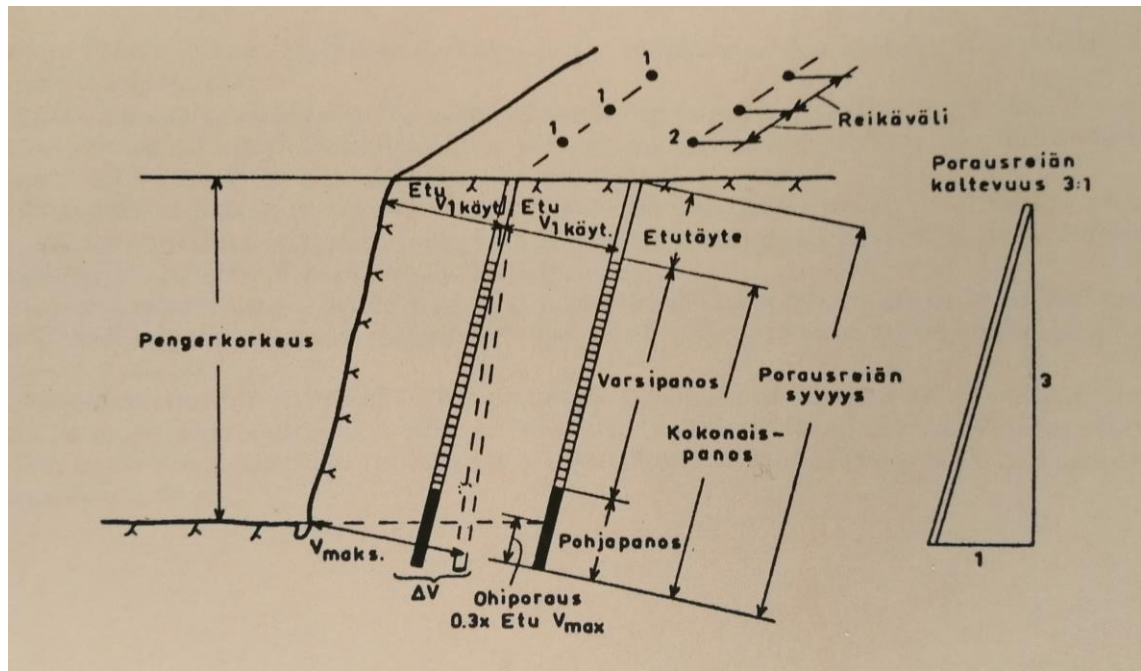 1
1
1
2
Reikäväli
Porausreiän
kaltevuus 3:1
Etu
V1 käyt.
Etu
V1 käyt.
Etutäyte
Pengerkorkeus
Varsipanos
Porausreiän
syvyys
3
Kokonais-
panos
Vmaks.
Pohjapanos
1
ΔV
Ohiporaus
0.3x Etu Vmax